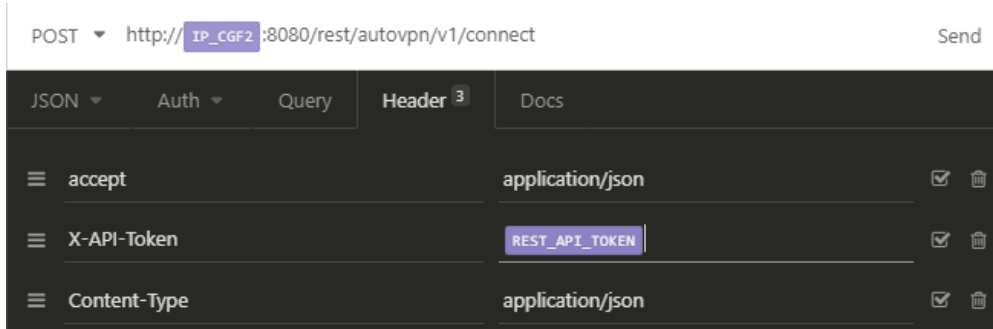 POST http:// IP_CGF2 :8080/rest/autovpn/v1/connect Send
JSON Auth Query Header 3 Docs
accept application/json
X-API-Token REST_API_TOKEN
Content-Type application/json